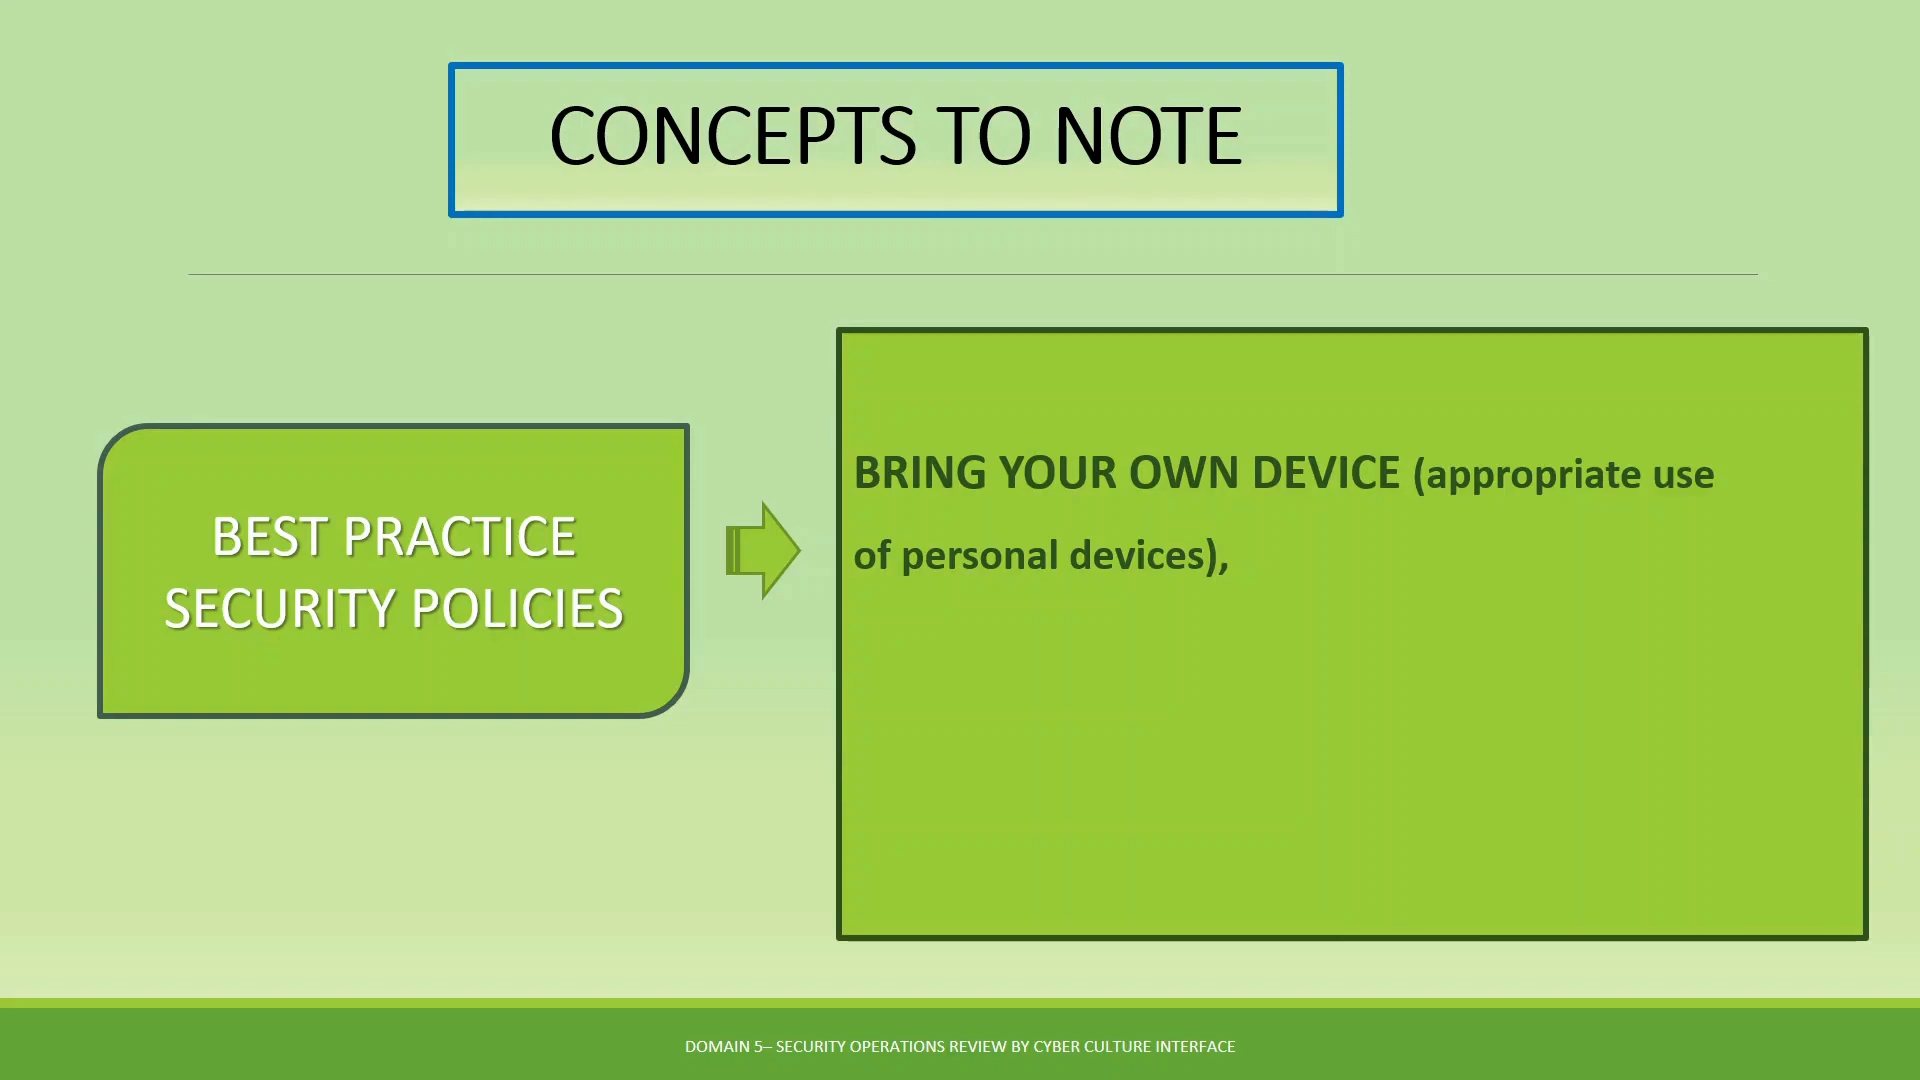 CONCEPTS TO NOTE
BEST PRACTICE
SECURITY POLICIES
BRING YOUR OWN DEVICE (appropriate use
of personal devices),
DOMAIN 5– SECURITY OPERATIONS REVIEW BY CYBER CULTURE INTERFACE